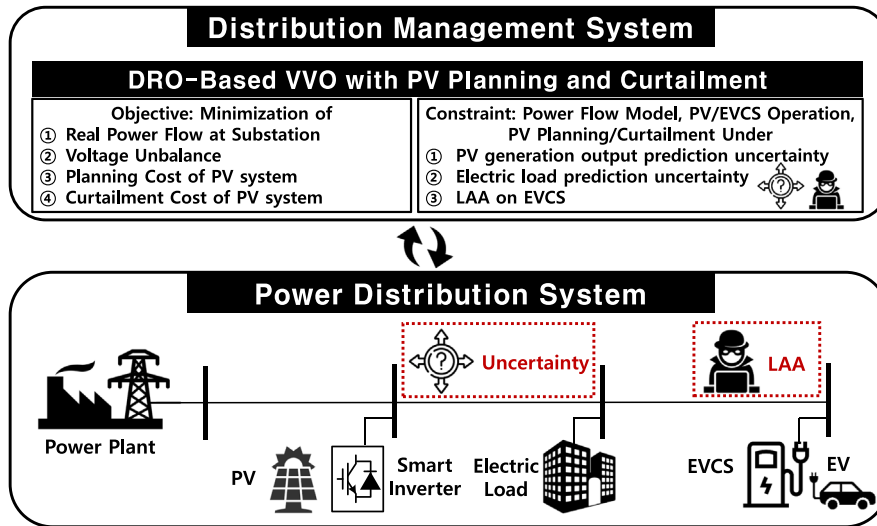 Distribution Management System
DRO-Based VVO with PV Planning and Curtailment
Objective: Minimization of
① Real Power Flow at Substation
② Voltage Unbalance
③ Planning Cost of PV system
④ Curtailment Cost of PV system
Constraint: Power Flow Model, PV/EVCS Operation,
PV Planning/Curtailment Under
① PV generation output prediction uncertainty
② Electric load prediction uncertainty
③ LAA on EVCS
?
Power Distribution System
?
Uncertainty
LAA
Power Plant
PV
Smart
Inverter
Electric
Load
EVCS
EV